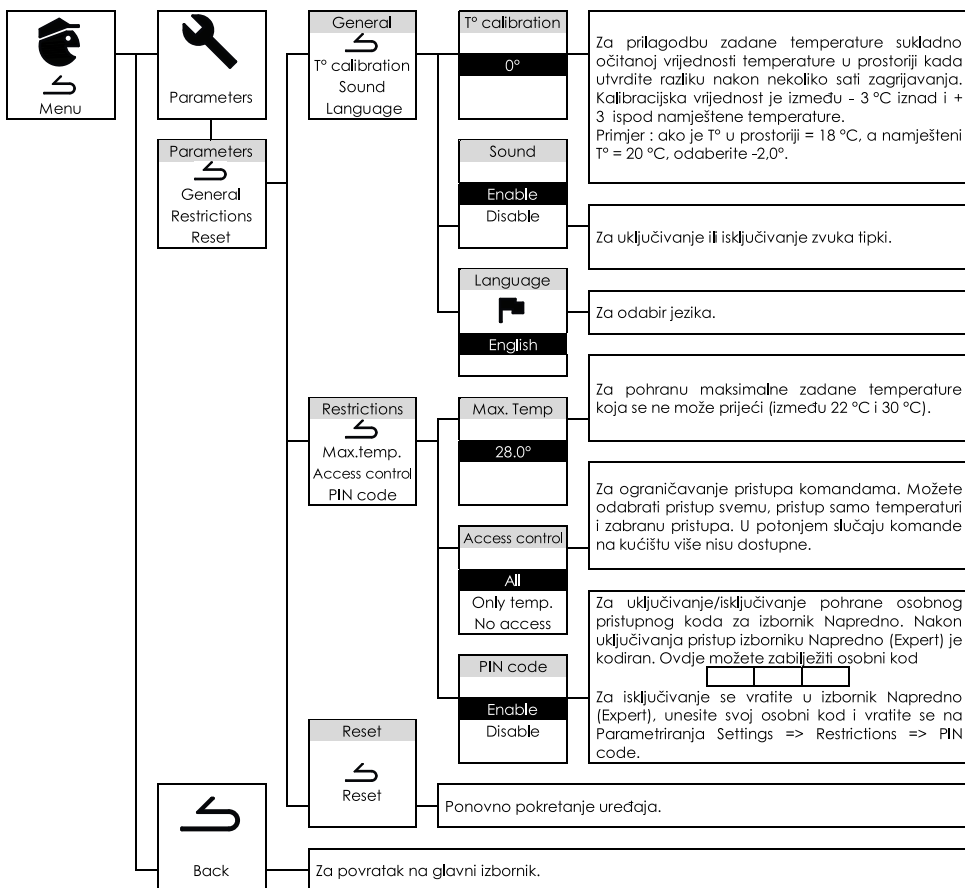 Menu
Parameters
Parameters
General
Restrictions
Reset
General
T° calibration
Sound
Language
T° calibration
0°
Za prilagodbu zadane temperature sukladno
očitanoj vrijednosti temperature u prostoriji kada
utvrdite razliku nakon nekoliko sati zagrijavanja.
Kalibracijska vrijednost je između - 3 °C iznad i +
3 ispod namještene temperature.
Primjer : ako je T° u prostoriji = 18 °C, a namješteni
T° = 20 °C, odaberite -2,0°.
Sound
Enable
Disable
Za uključivanje ili isključivanje zvuka tipki.
Language
English
Za odabir jezika.
Restrictions
Max.temp.
Access control
PIN code
Max. Temp
28.0°
Za pohranu maksimalne zadane temperature
koja se ne može prijeći (između 22 °C i 30 °C).
Access control
All
Only temp.
No access
Za ograničavanje pristupa komandama. Možete
odabrati pristup svemu, pristup samo temperaturi
i zabranu pristupa. U potonjem slučaju komande
na kućištu više nisu dostupne.
PIN code
Enable
Disable
Za uključivanje/isključivanje pohrane osobnog
pristupnog koda za izbornik Napredno. Nakon
uključivanja pristup izborniku Napredno (Expert) je
kodiran. Ovdje možete zabilježiti osobni kod
Za isključivanje se vratite u izbornik Napredno
(Expert), unesite svoj osobni kod i vratite se na
Parametriranja Settings => Restrictions => PIN
code.
Reset
Reset
Ponovno pokretanje uređaja.
Back
Za povratak na glavni izbornik.